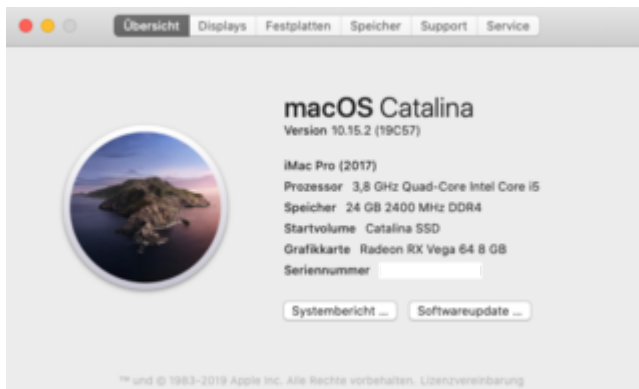 Übersicht Displays Festplatten Speicher Support Service
macOS Catalina
Version 10.15.2 (19C57)
iMac Pro (2017)
Prozessor 3,8 GHz Quad-Core Intel Core i5
Speicher 24 GB 2400 MHz DDR4
Startvolume Catalina SSD
Grafikkarte Radeon RX Vega 64 8 GB
Seriennummer
Systembericht ... Softwareupdate ...
™ und © 1983–2019 Apple Inc. Alle Rechte vorbehalten. Lizenzvereinbarung